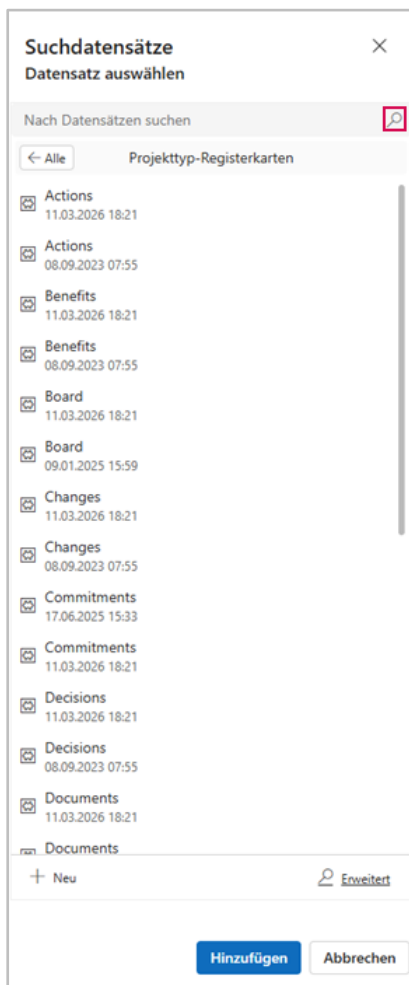 Suchdatensätze
Datensatz auswählen
Nach Datensätzen suchen
Alle Projekttyp-Registerkarten
Actions
11.03.2026 18:21
Actions
08.09.2023 07:55
Benefits
11.03.2026 18:21
Benefits
08.09.2023 07:55
Board
11.03.2026 18:21
Board
09.01.2025 15:59
Changes
11.03.2026 18:21
Changes
08.09.2023 07:55
Commitments
17.06.2025 15:33
Commitments
11.03.2026 18:21
Decisions
11.03.2026 18:21
Decisions
08.09.2023 07:55
Documents
11.03.2026 18:21
Documents
Neu Erweitert
Hinzufügen Abbrechen